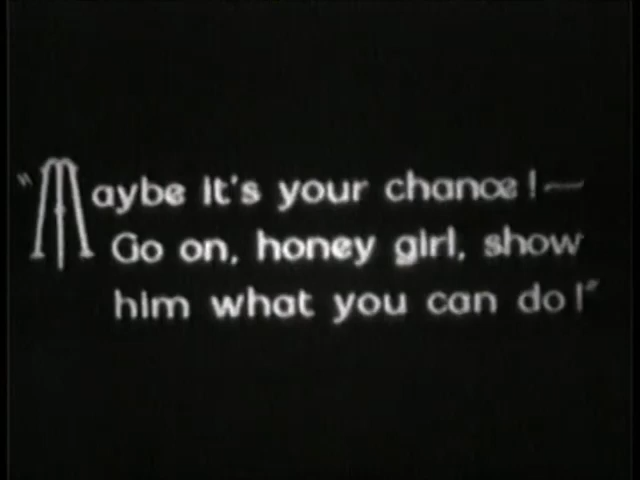 "Maybe it's your chance!—
Go on, honey girl, show
him what you can do!"